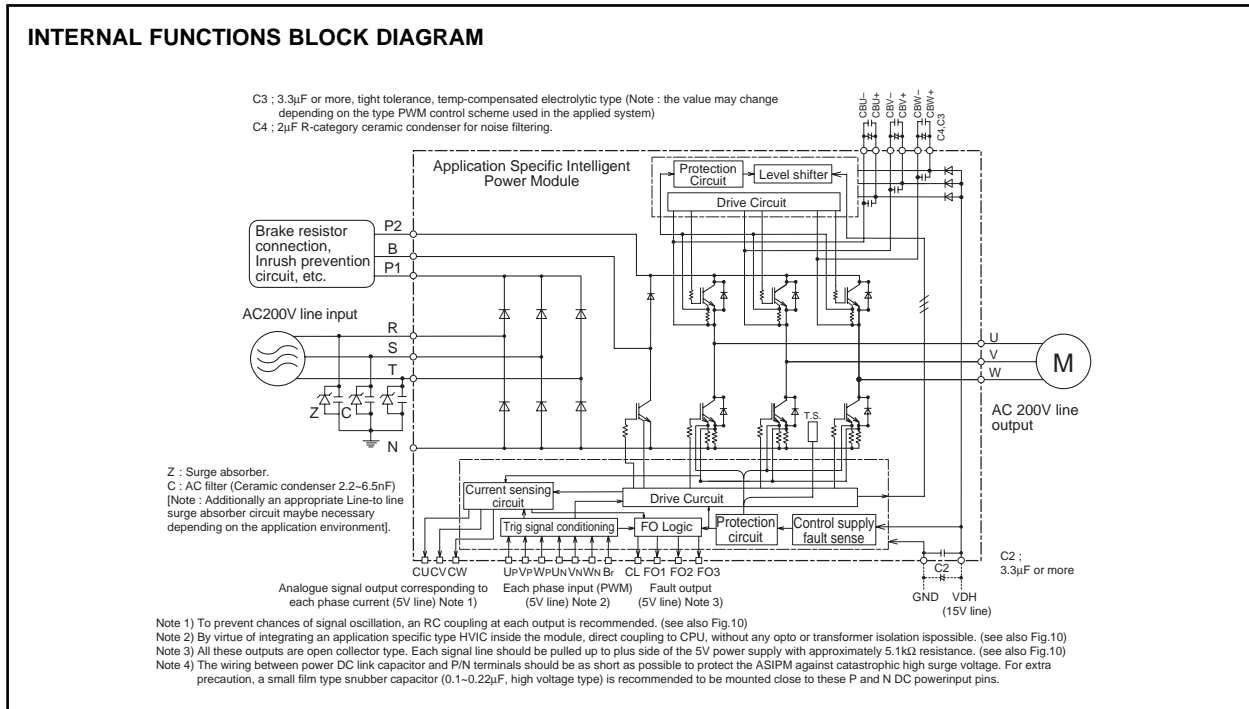 INTERNAL FUNCTIONS BLOCK DIAGRAM
C3 ; 3.3µF or more, tight tolerance, temp-compensated electrolytic type (Note : the value may change
depending on the type PWM control scheme used in the applied system)
C4 ; 2µF R-category ceramic condenser for noise filtering.
CBU–
CBU+
CBV–
CBV+
CBW–
CBW+
C4,C3
Application Specific Intelligent
Power Module
Protection
Circuit
Level shifter
Drive Circuit
Brake resistor
connection,
Inrush prevention
circuit, etc.
P2
B
P1
AC200V line input
R
S
T
Z
C
N
U
V
W
M
AC 200V line
output
T.S.
Z : Surge absorber.
C : AC filter (Ceramic condenser 2.2~6.5nF)
[Note : Additionally an appropriate Line-to line
surge absorber circuit maybe necessary
depending on the application environment].
Current sensing
circuit
Drive Curcuit
Trig signal conditioning
FO Logic
Protection
circuit
Control supply
fault sense
CU CV CW
UP VP WP UN VN WN Br
CL FO1 FO2 FO3
C2
GND VDH
(15V line)
C2 ;
3.3µF or more
Analogue signal output corresponding to
each phase current (5V line) Note 1)
Each phase input (PWM)
(5V line) Note 2)
Fault output
(5V line) Note 3)
Note 1) To prevent chances of signal oscillation, an RC coupling at each output is recommended. (see also Fig.10)
Note 2) By virtue of integrating an application specific type HVIC inside the module, direct coupling to CPU, without any opto or transformer isolation ispossible. (see also Fig.10)
Note 3) All these outputs are open collector type. Each signal line should be pulled up to plus side of the 5V power supply with approximately 5.1kΩ resistance. (see also Fig.10)
Note 4) The wiring between power DC link capacitor and P/N terminals should be as short as possible to protect the ASIPM against catastrophic high surge voltage. For extra
precaution, a small film type snubber capacitor (0.1~0.22µF, high voltage type) is recommended to be mounted close to these P and N DC powerinput pins.